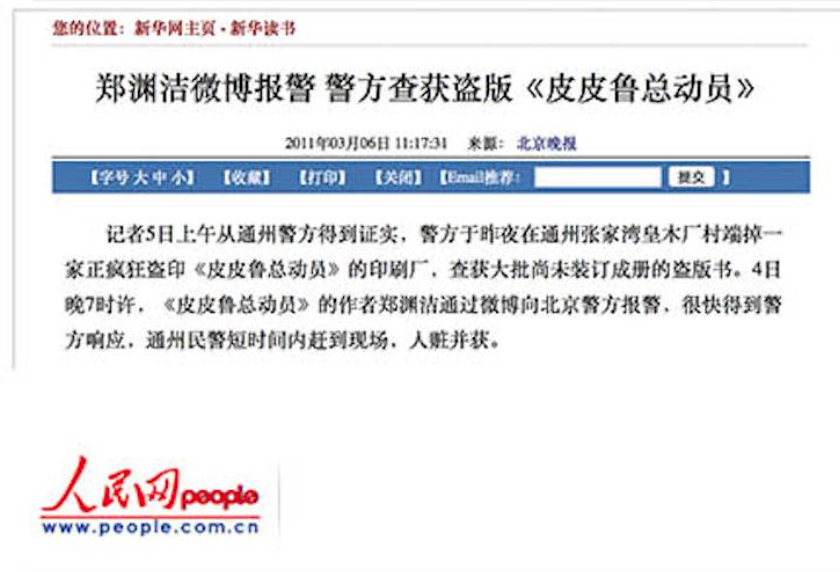 您的位置：新华网主页 - 新华读书
郑渊洁微博报警 警方查获盗版《皮皮鲁总动员》
2011年03月06日 11:17:31 来源：北京晚报
【字号 大 中 小】 【收藏】 【打印】 【关闭】 【Email推荐： 提交 】
记者5日上午从通州警方得到证实，警方于昨夜在通州张家湾皇木厂村端掉一
家正疯狂盗印《皮皮鲁总动员》的印刷厂，查获大批尚未装订成册的盗版书。4日
晚7时许，《皮皮鲁总动员》的作者郑渊洁通过微博向北京警方报警，很快得到警
方响应，通州民警短时间内赶到现场，人赃并获。
人民网 people
www.people.com.cn